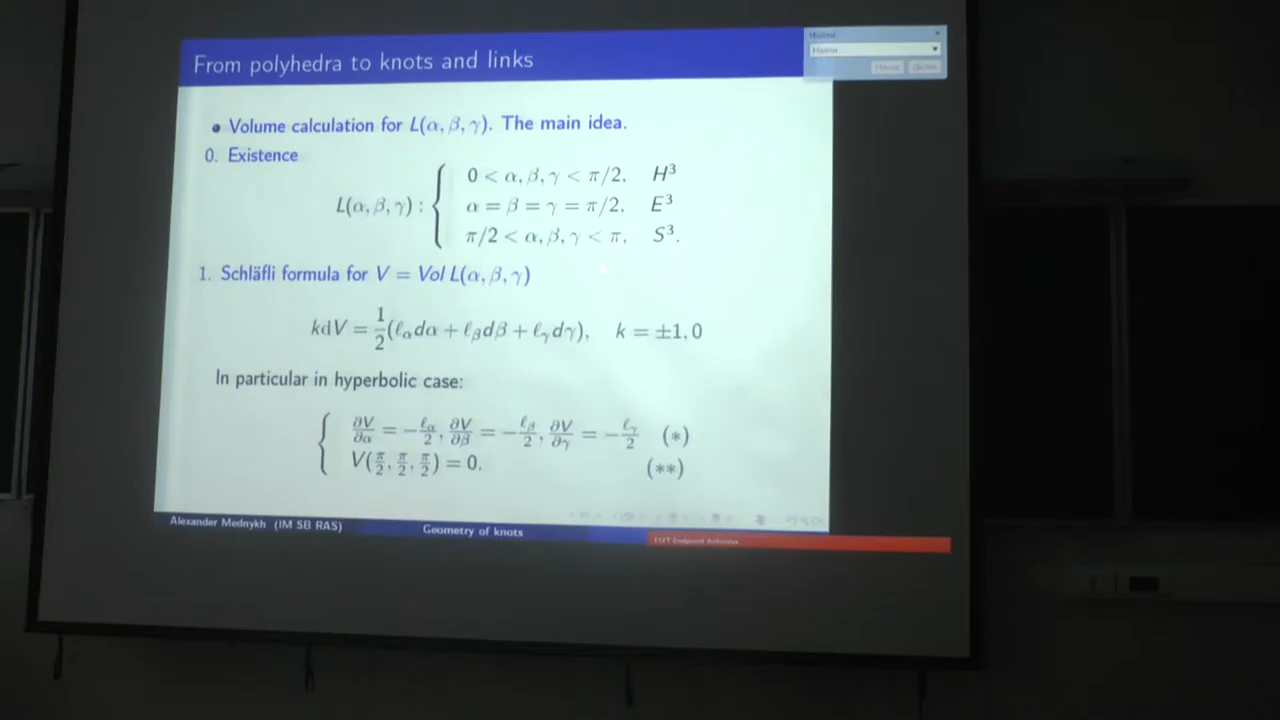 From polyhedra to knots and links
• Volume calculation for L(α, β, γ). The main idea.
0. Existence
L(α, β, γ) : { 0 < α, β, γ < π/2, H³
α = β = γ = π/2, E³
π/2 < α, β, γ < π, S³.
1. Schläfli formula for V = Vol L(α, β, γ)
kdV = 1/2 (ℓ_α dα + ℓ_β dβ + ℓ_γ dγ), k = ±1, 0
In particular in hyperbolic case:
{ ∂V/∂α = −ℓ_α/2, ∂V/∂β = −ℓ_β/2, ∂V/∂γ = −ℓ_γ/2 (*)
V(π/2, π/2, π/2) = 0. (**)
Alexander Mednykh (IM SB RAS) Geometry of knots
ESET Endpoint Antivirus